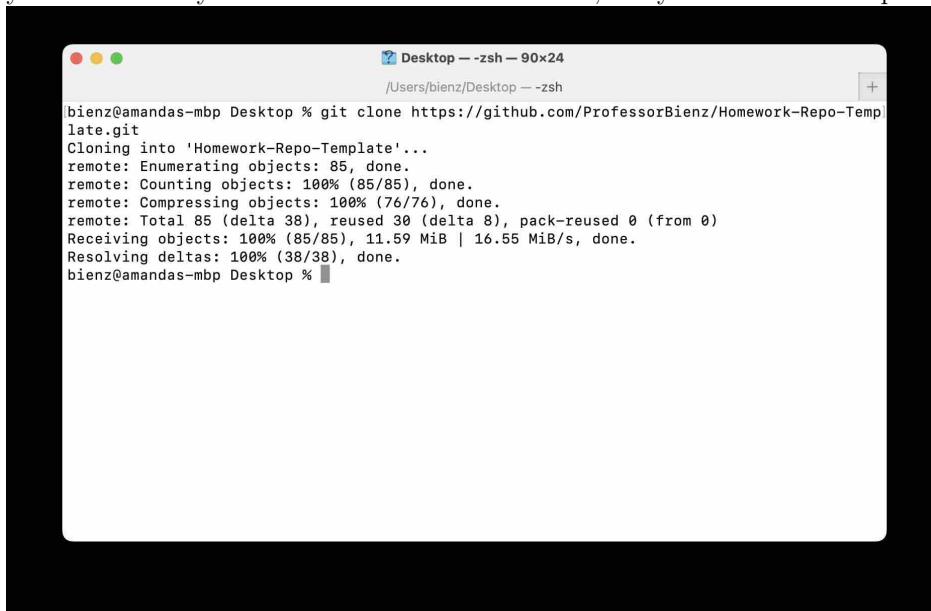 Desktop — -zsh — 90×24
/Users/bienz/Desktop — -zsh
+
[bienz@amandas-mbp Desktop % git clone https://github.com/ProfessorBienz/Homework-Repo-Temp]
late.git
Cloning into 'Homework-Repo-Template'...
remote: Enumerating objects: 85, done.
remote: Counting objects: 100% (85/85), done.
remote: Compressing objects: 100% (76/76), done.
remote: Total 85 (delta 38), reused 30 (delta 8), pack-reused 0 (from 0)
Receiving objects: 100% (85/85), 11.59 MiB | 16.55 MiB/s, done.
Resolving deltas: 100% (38/38), done.
bienz@amandas-mbp Desktop %